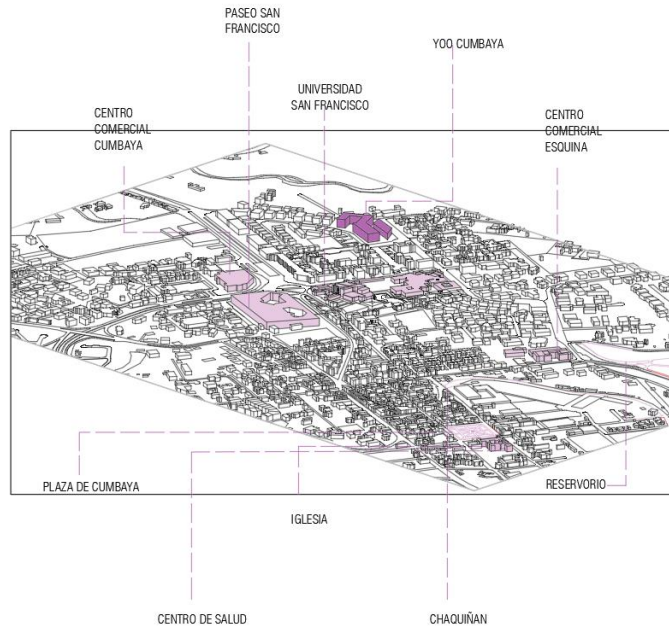 PASEO SAN
FRANCISCO
YOO CUMBAYA
UNIVERSIDAD
SAN FRANCISCO
CENTRO
COMERCIAL
CUMBAYA
CENTRO
COMERCIAL
ESQUINA
PLAZA DE CUMBAYA
RESERVORIO
IGLESIA
CENTRO DE SALUD
CHAQUIÑAN